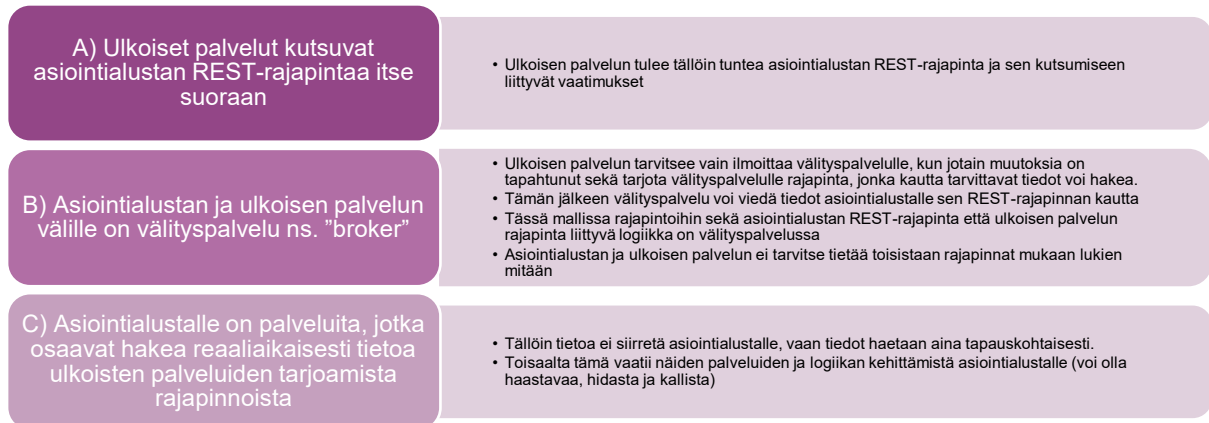 A) Ulkoiset palvelut kutsuvat
asiointialustan REST-rajapintaa itse
suoraan
• Ulkoisen palvelun tulee tällöin tuntea asiointialustan REST-rajapinta ja sen kutsumiseen
liittyvät vaatimukset
B) Asiointialustan ja ulkoisen palvelun
välille on välityspalvelu ns. ”broker”
• Ulkoisen palvelun tarvitsee vain ilmoittaa välityspalvelulle, kun jotain muutoksia on
tapahtunut sekä tarjota välityspalvelulle rajapinta, jonka kautta tarvittavat tiedot voi hakea.
• Tämän jälkeen välityspalvelu voi viedä tiedot asiointialustalle sen REST-rajapinnan kautta
• Tässä mallissa rajapintoihin sekä asiointialustan REST-rajapinta että ulkoisen palvelun
rajapinta liittyvä logiikka on välityspalvelussa
• Asiointialustan ja ulkoisen palvelun ei tarvitse tietää toisistaan rajapinnat mukaan lukien
mitään
C) Asiointialustalle on palveluita, jotka
osaavat hakea reaaliaikaisesti tietoa
ulkoisten palveluiden tarjoamista
rajapinnoista
• Tällöin tietoa ei siirretä asiointialustalle, vaan tiedot haetaan aina tapauskohtaisesti.
• Toisaalta tämä vaatii näiden palveluiden ja logiikan kehittämistä asiointialustalle (voi olla
haastavaa, hidasta ja kallista)